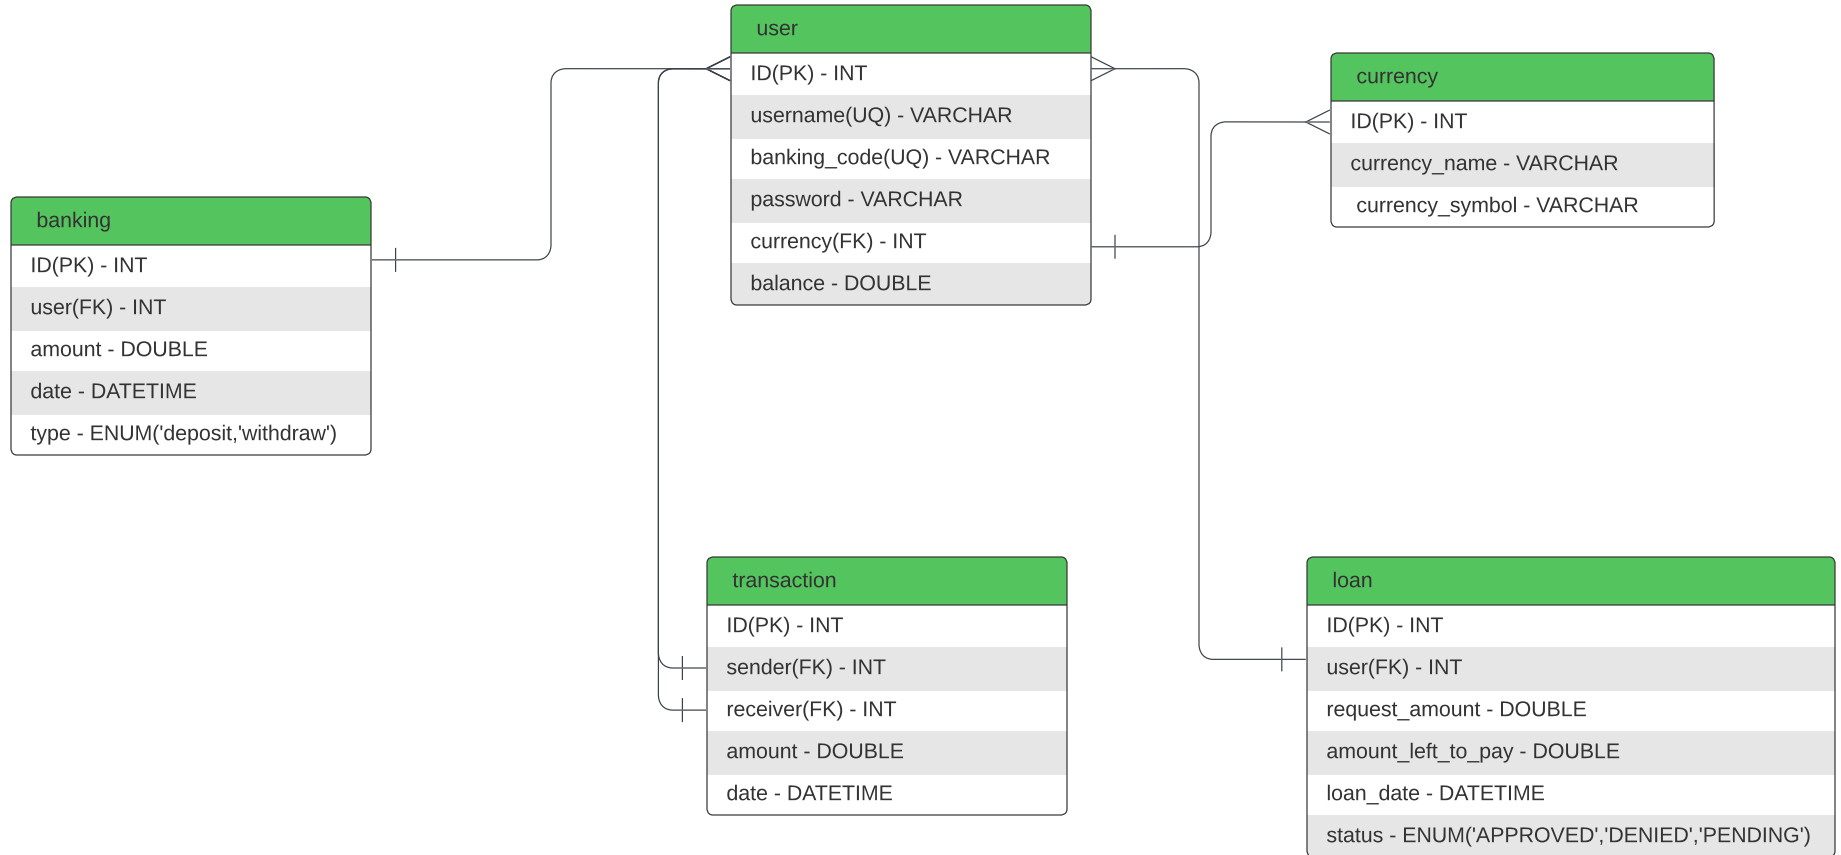 user
ID(PK) - INT
username(UQ) - VARCHAR
banking_code(UQ) - VARCHAR
password - VARCHAR
currency(FK) - INT
balance - DOUBLE
currency
ID(PK) - INT
currency_name - VARCHAR
currency_symbol - VARCHAR
banking
ID(PK) - INT
user(FK) - INT
amount - DOUBLE
date - DATETIME
type - ENUM('deposit,'withdraw')
transaction
ID(PK) - INT
sender(FK) - INT
receiver(FK) - INT
amount - DOUBLE
date - DATETIME
loan
ID(PK) - INT
user(FK) - INT
request_amount - DOUBLE
amount_left_to_pay - DOUBLE
loan_date - DATETIME
status - ENUM('APPROVED','DENIED','PENDING')